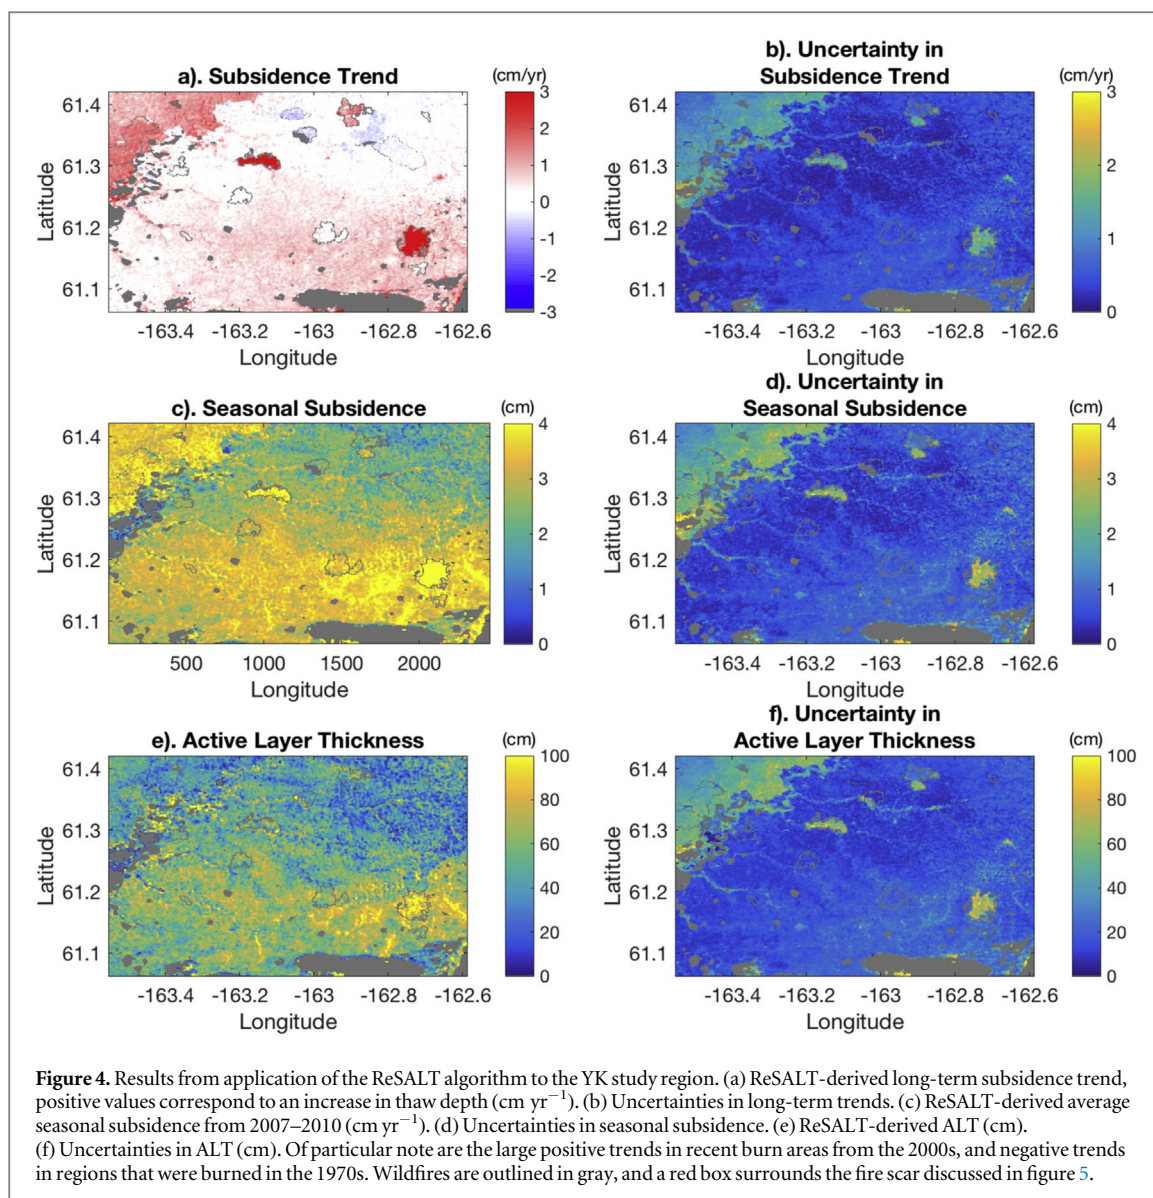 a). Subsidence Trend
(cm/yr)
61.4
61.3
61.2
61.1
Latitude
-163.4 -163.2 -163 -162.8 -162.6
Longitude
3
2
1
0
-1
-2
-3
b). Uncertainty in
Subsidence Trend
(cm/yr)
61.4
61.3
61.2
61.1
Latitude
-163.4 -163.2 -163 -162.8 -162.6
Longitude
3
2
1
0
c). Seasonal Subsidence
(cm)
61.4
61.3
61.2
61.1
Latitude
500 1000 1500 2000
Longitude
4
3
2
1
0
d). Uncertainty in
Seasonal Subsidence
(cm)
61.4
61.3
61.2
61.1
Latitude
-163.4 -163.2 -163 -162.8 -162.6
Longitude
4
3
2
1
0
e). Active Layer Thickness
(cm)
61.4
61.3
61.2
61.1
Latitude
-163.4 -163.2 -163 -162.8 -162.6
Longitude
100
80
60
40
20
0
f). Uncertainty in
Active Layer Thickness
(cm)
61.4
61.3
61.2
61.1
Latitude
-163.4 -163.2 -163 -162.8 -162.6
Longitude
100
80
60
40
20
0
Figure 4. Results from application of the ReSALT algorithm to the YK study region. (a) ReSALT-derived long-term subsidence trend,
positive values correspond to an increase in thaw depth (cm yr⁻¹). (b) Uncertainties in long-term trends. (c) ReSALT-derived average
seasonal subsidence from 2007–2010 (cm yr⁻¹). (d) Uncertainties in seasonal subsidence. (e) ReSALT-derived ALT (cm).
(f) Uncertainties in ALT (cm). Of particular note are the large positive trends in recent burn areas from the 2000s, and negative trends
in regions that were burned in the 1970s. Wildfires are outlined in gray, and a red box surrounds the fire scar discussed in figure 5.